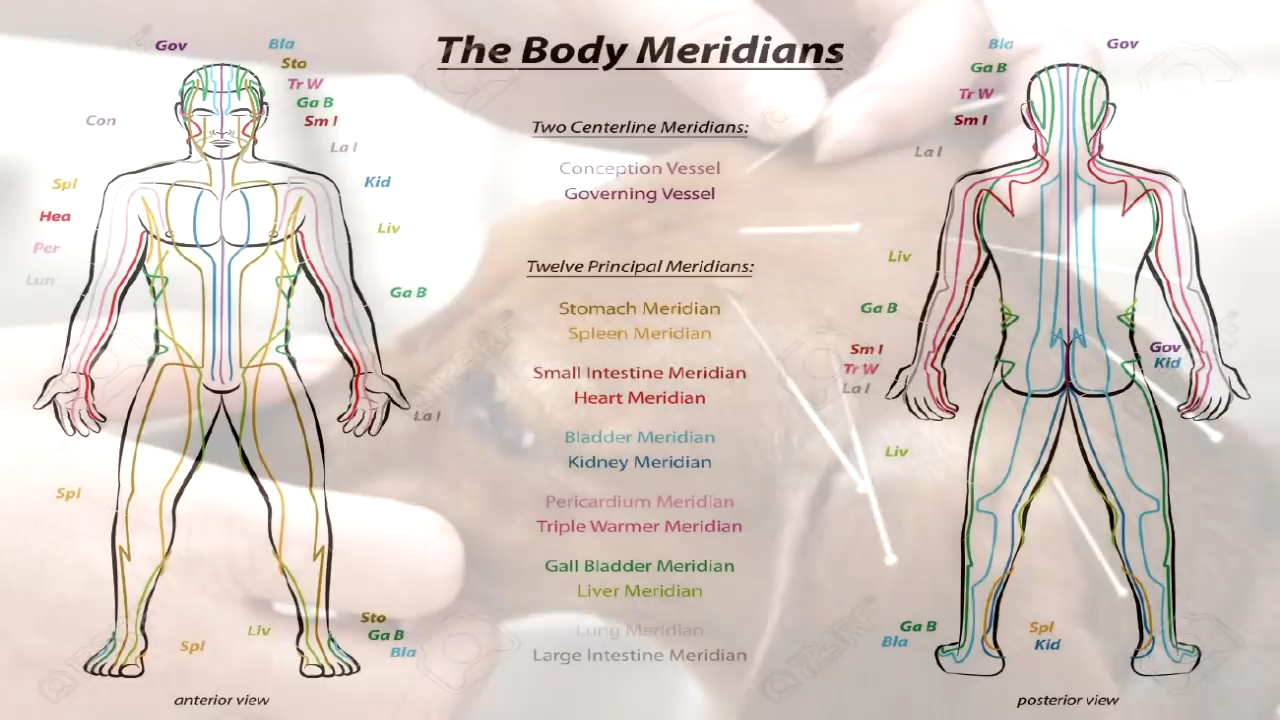 The Body Meridians
Gov
Bla
Sto
Tr W
Ga B
Sm I
Con
La I
Spl
Kid
Hea
Liv
Per
Lun
Ga B
La I
Spl
Sto
Ga B
Bla
Liv
Spl
anterior view
Two Centerline Meridians:
Conception Vessel
Governing Vessel
Twelve Principal Meridians:
Stomach Meridian
Spleen Meridian
Small Intestine Meridian
Heart Meridian
Bladder Meridian
Kidney Meridian
Pericardium Meridian
Triple Warmer Meridian
Gall Bladder Meridian
Liver Meridian
Lung Meridian
Large Intestine Meridian
Bla
Gov
Ga B
Tr W
Sm I
La I
Liv
Ga B
Sm I
Tr W
La I
Gov
Kid
Liv
Ga B
Bla
Spl
Kid
posterior view